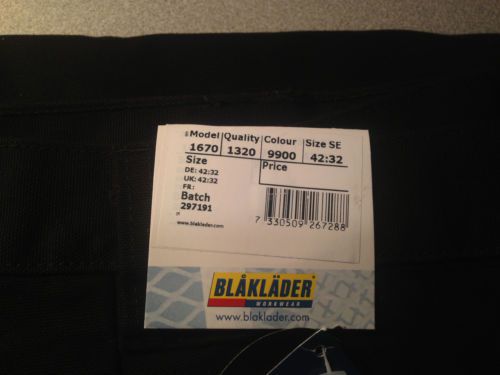 Model Quality Colour Size SE
1670 1320 9900 42:32
Size Price
DE: 42:32
UK: 42:32
FR:
Batch
297191
www.blaklader.com
7 330509 267288
BLÅKLÄDER
WORKWEAR
www.blaklader.com